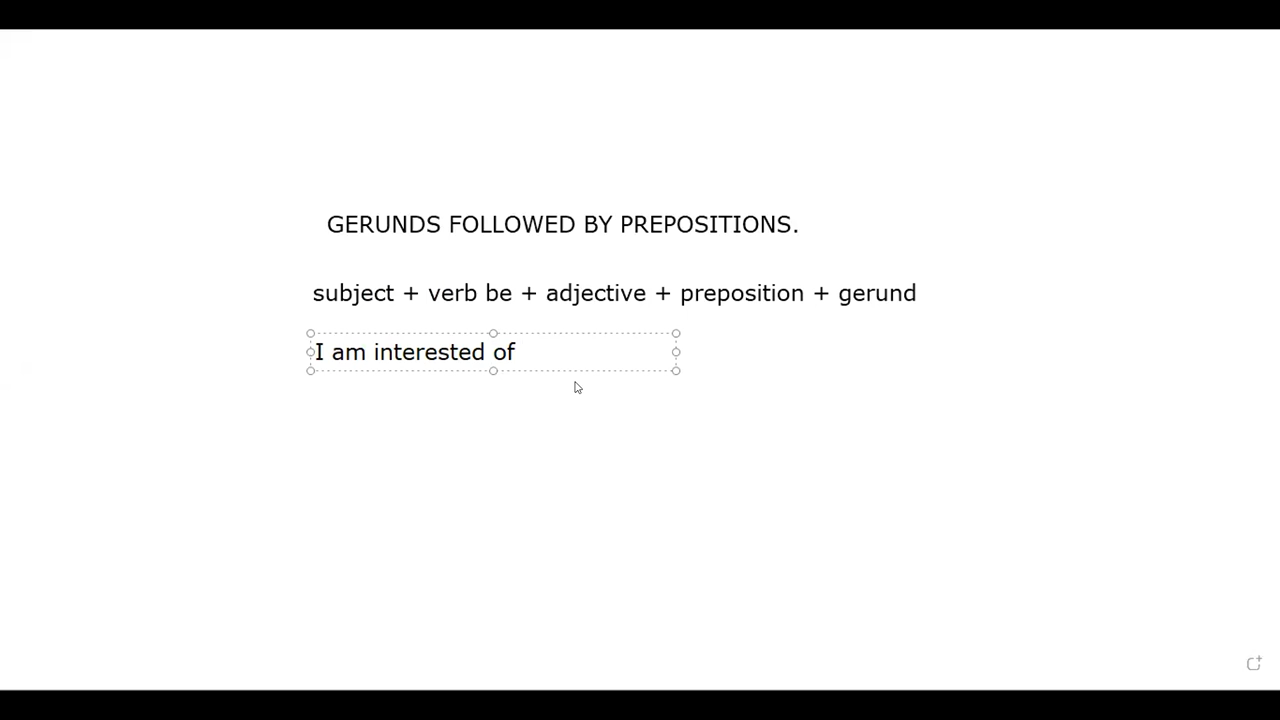 GERUNDS FOLLOWED BY PREPOSITIONS.
subject + verb be + adjective + preposition + gerund
I am interested of